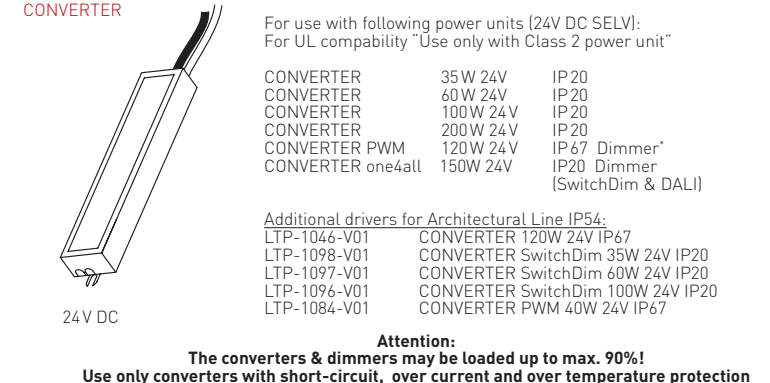 CONVERTER
24V DC
For use with following power units (24V DC SELV):
For UL compability "Use only with Class 2 power unit"
CONVERTER 35W 24V IP20
CONVERTER 60W 24V IP20
CONVERTER 100W 24V IP20
CONVERTER 200W 24V IP20
CONVERTER PWM 120W 24V IP67 Dimmer*
CONVERTER one4all 150W 24V IP20 Dimmer
(SwitchDim & DALI)
Additional drivers for Architectural Line IP54:
LTP-1046-V01 CONVERTER 120W 24V IP67
LTP-1098-V01 CONVERTER SwitchDim 35W 24V IP20
LTP-1097-V01 CONVERTER SwitchDim 60W 24V IP20
LTP-1096-V01 CONVERTER SwitchDim 100W 24V IP20
LTP-1084-V01 CONVERTER PWM 40W 24V IP67
Attention:
The converters & dimmers may be loaded up to max. 90%!
Use only converters with short-circuit, over current and over temperature protection